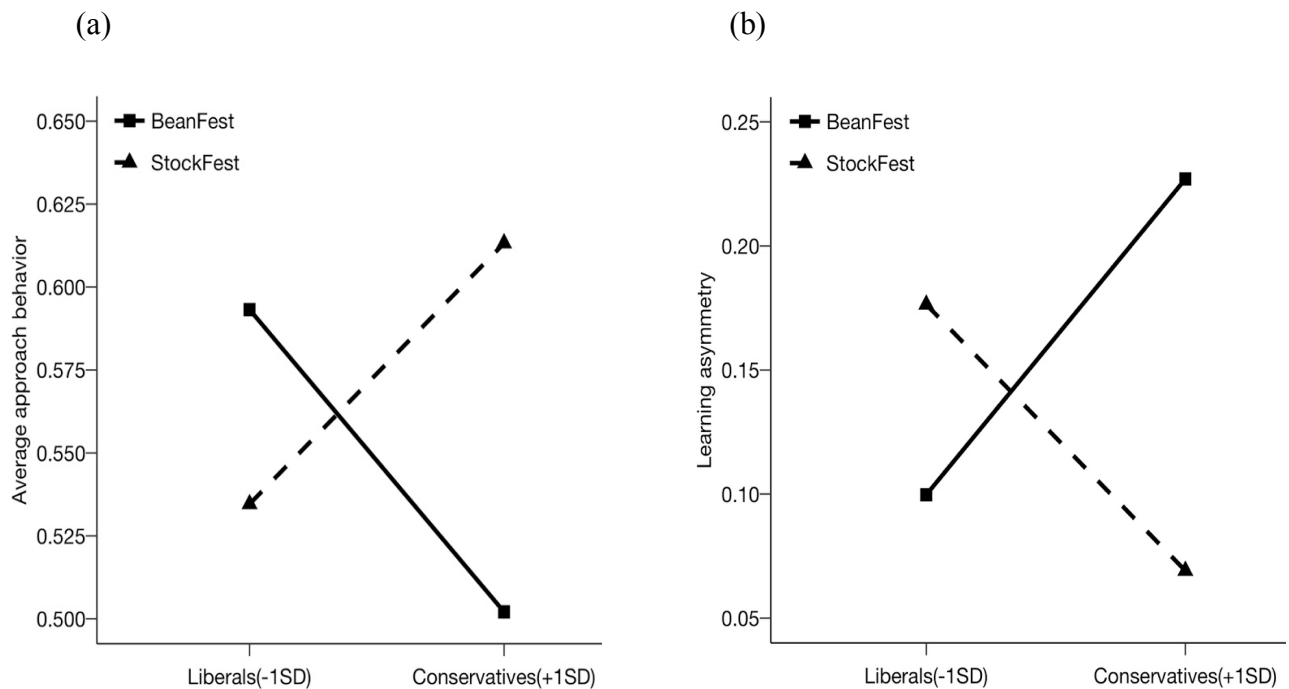 (a)
BeanFest
StockFest
Average approach behavior
0.650
0.625
0.600
0.575
0.550
0.525
0.500
Liberals(-1SD)
Conservatives(+1SD)
(b)
BeanFest
StockFest
Learning asymmetry
0.25
0.20
0.15
0.10
0.05
Liberals(-1SD)
Conservatives(+1SD)